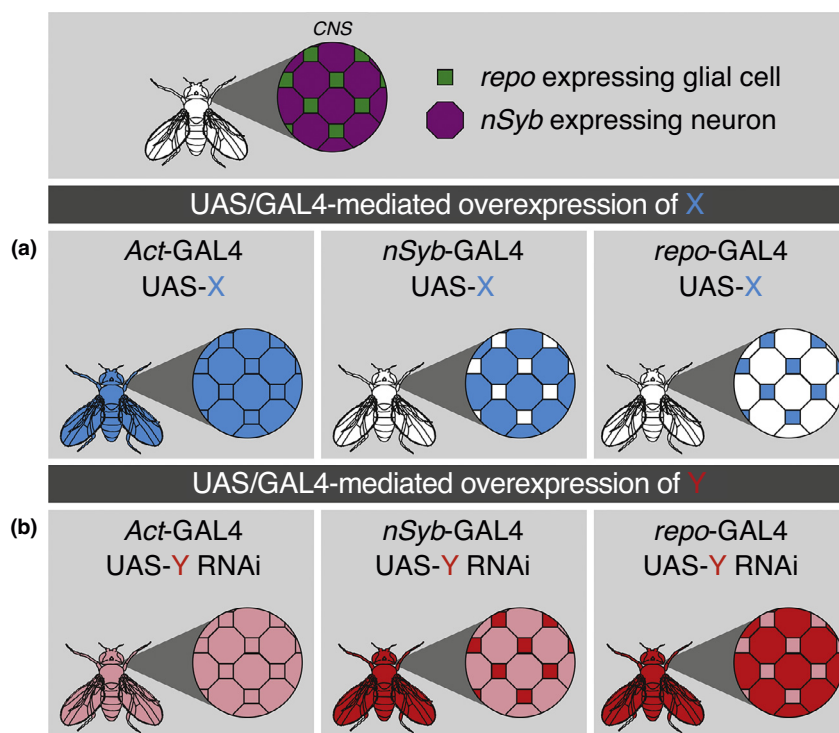 CNS
repo expressing glial cell
nSyb expressing neuron
UAS/GAL4-mediated overexpression of X
(a)
Act-GAL4
UAS-X
nSyb-GAL4
UAS-X
repo-GAL4
UAS-X
UAS/GAL4-mediated overexpression of Y
(b)
Act-GAL4
UAS-Y RNAi
nSyb-GAL4
UAS-Y RNAi
repo-GAL4
UAS-Y RNAi